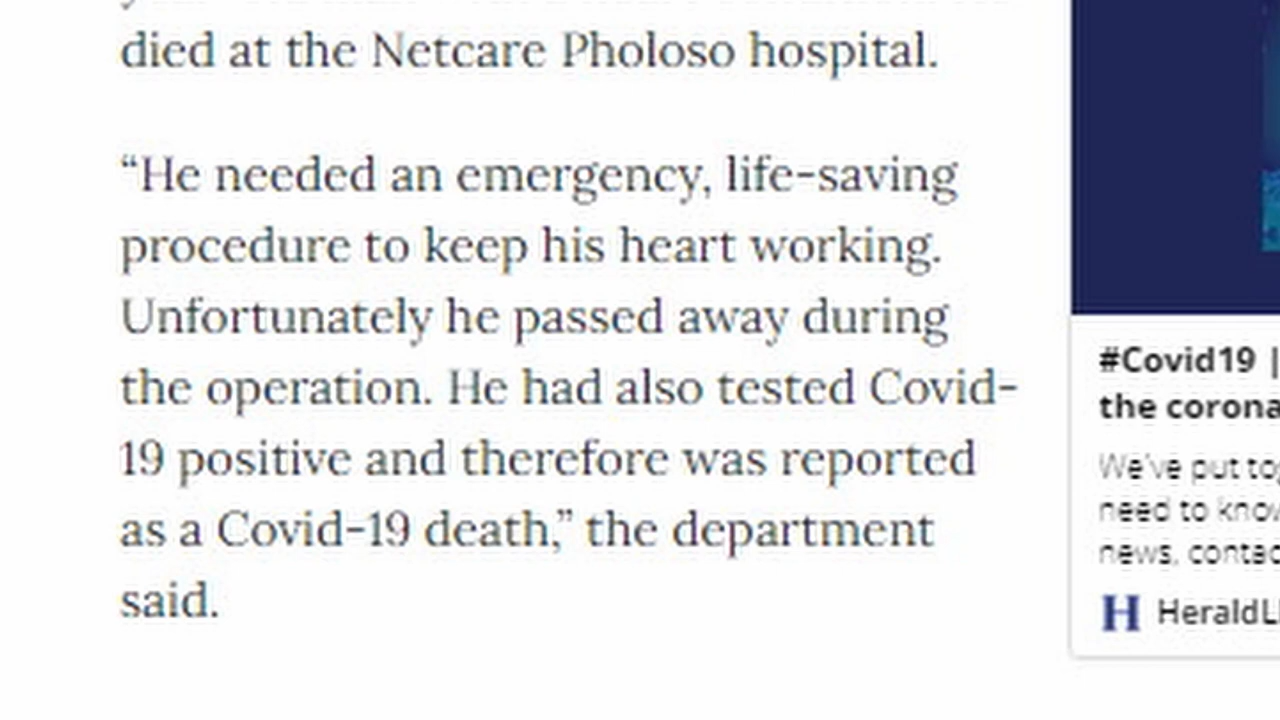 died at the Netcare Pholoso hospital.
“He needed an emergency, life-saving
procedure to keep his heart working.
Unfortunately he passed away during
the operation. He had also tested Covid-
19 positive and therefore was reported
as a Covid-19 death,” the department
said.
#Covid19 |
the corona
We've put tog
need to know
news, contac
H HeraldLI